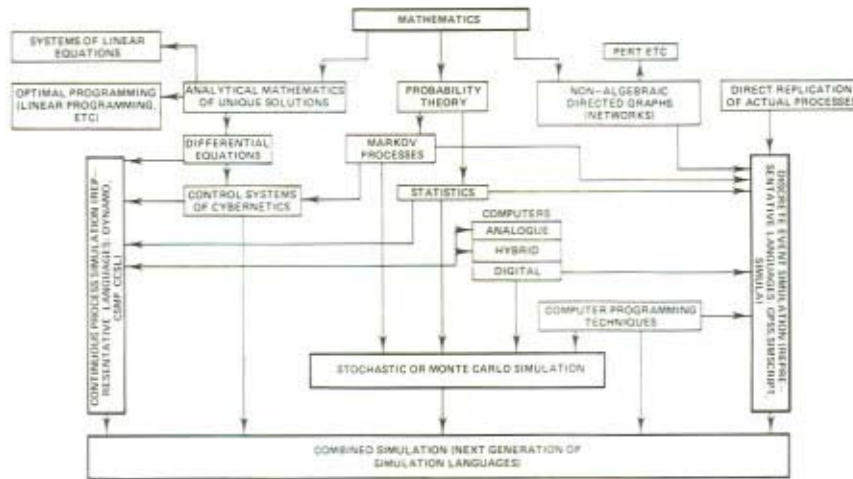 MATHEMATICS
SYSTEMS OF LINEAR
EQUATIONS
PERT ETC
OPTIMAL PROGRAMMING
(LINEAR PROGRAMMING,
ETC)
ANALYTICAL MATHEMATICS
OF UNIQUE SOLUTIONS
PROBABILITY
THEORY
NON-ALGEBRAIC
DIRECTED GRAPHS
(NETWORKS)
DIRECT REPLICATION
OF ACTUAL PROCESSES
DIFFERENTIAL
EQUATIONS
MARKOV
PROCESSES
CONTROL SYSTEMS
OF CYBERNETICS
STATISTICS
COMPUTERS
ANALOGUE
HYBRID
DIGITAL
COMPUTER PROGRAMMING
TECHNIQUES
CONTINUOUS PROCESS SIMULATION (REP-
RESENTATIVE LANGUAGES: DYNAMO,
CSMP, CCSL)
DISCRETE EVENT SIMULATION (REPRE-
SENTATIVE LANGUAGES: GPSS SIMSCRIPT,
SIMULA)
STOCHASTIC OR MONTE CARLO SIMULATION
COMBINED SIMULATION (NEXT GENERATION OF
SIMULATION LANGUAGES)